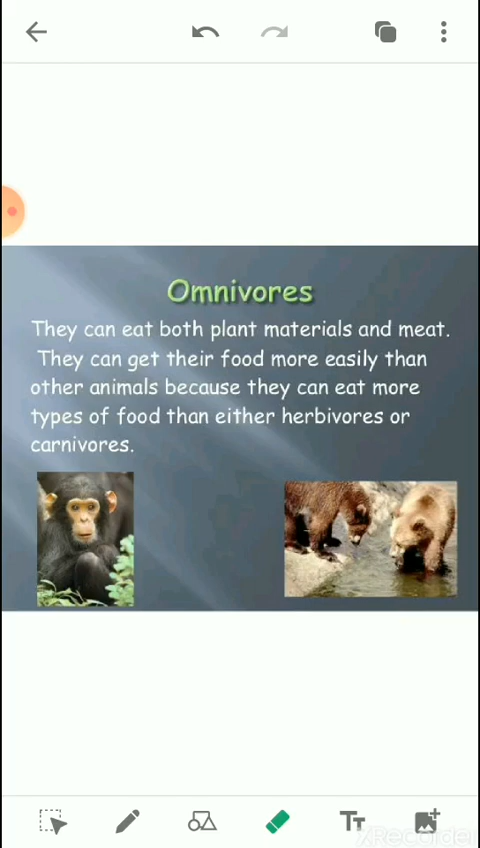 Omnivores
They can eat both plant materials and meat.
They can get their food more easily than
other animals because they can eat more
types of food than either herbivores or
carnivores.
TT
XRecorder